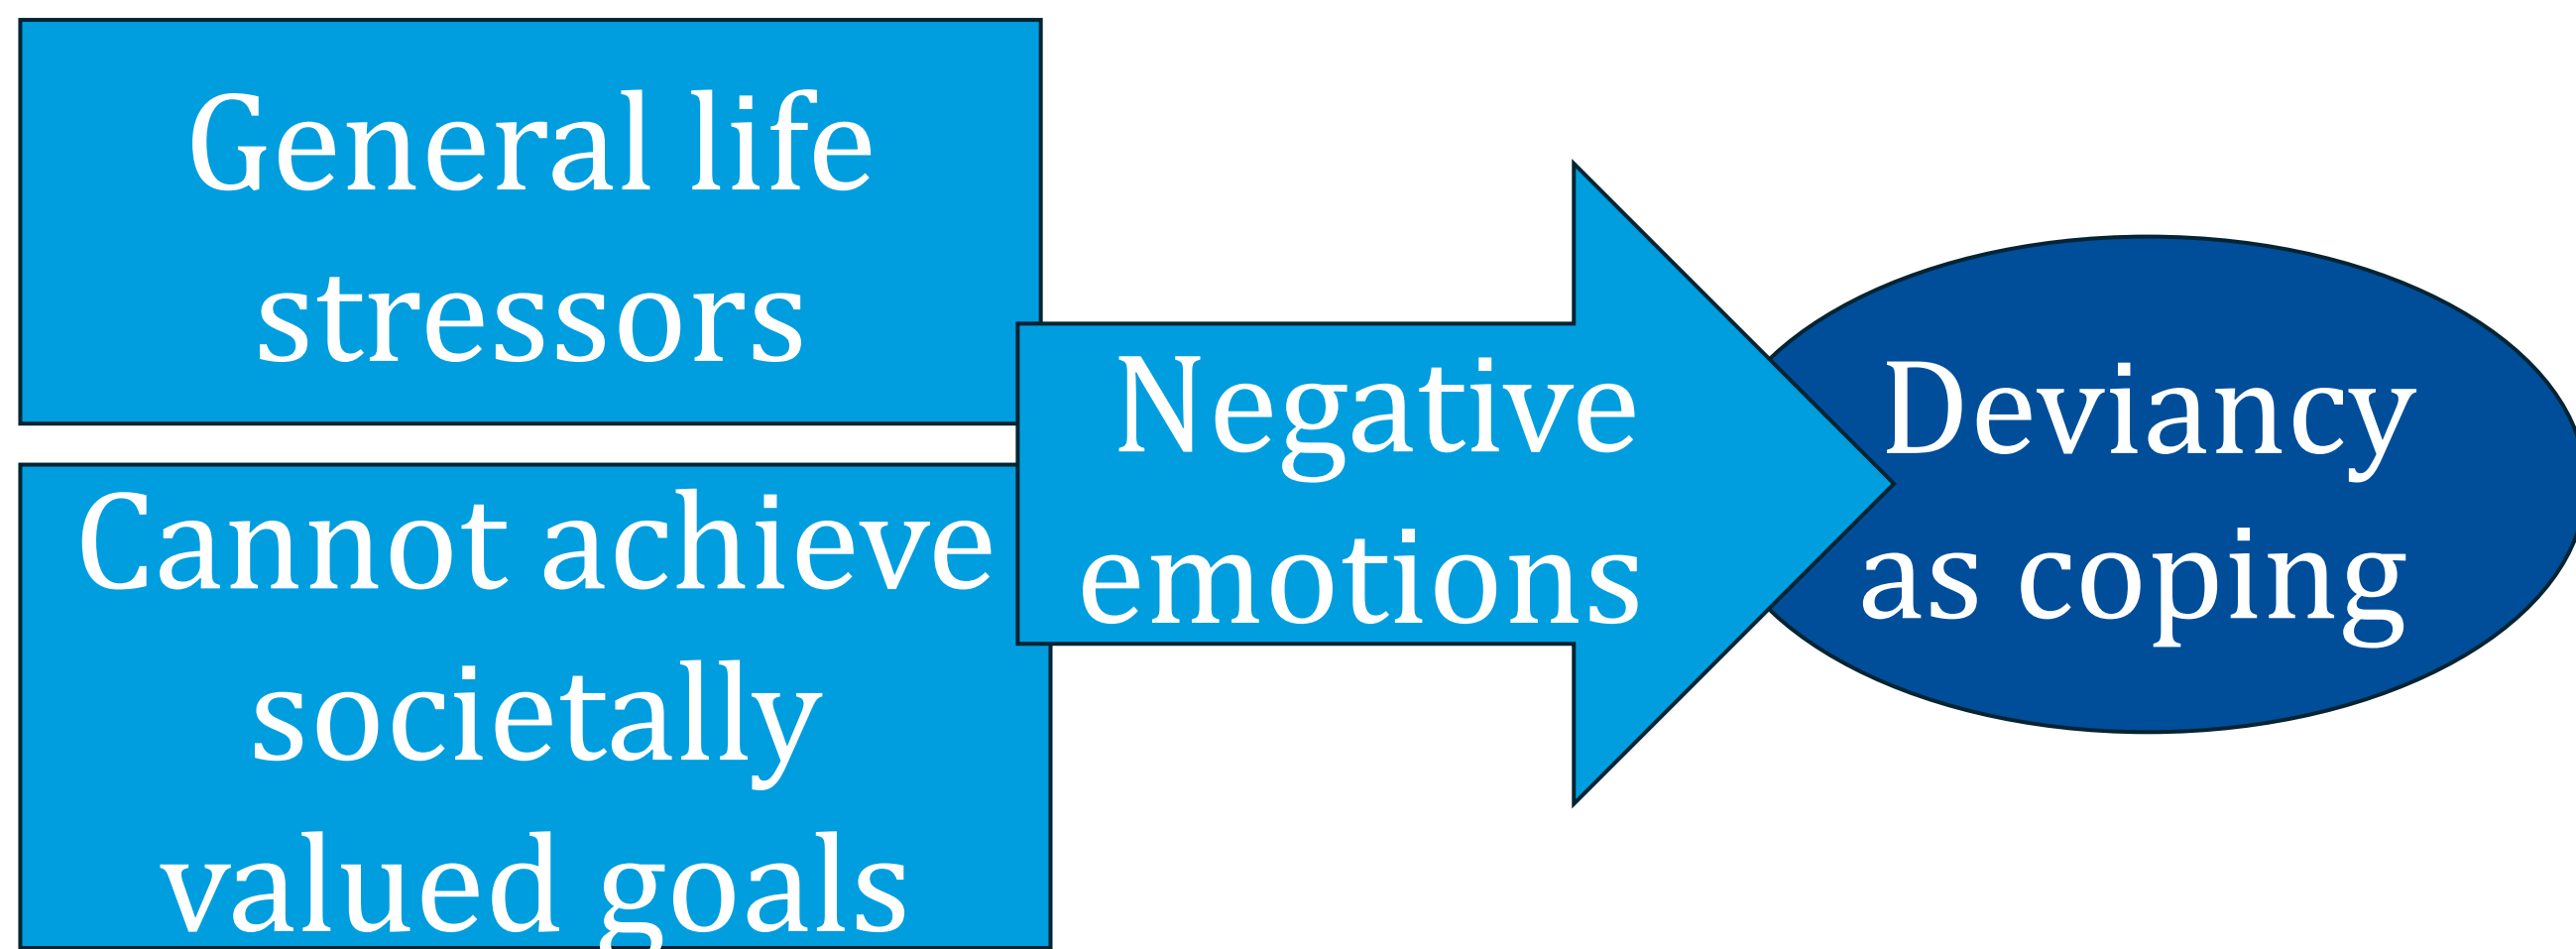 General life
stressors
Cannot achieve
societally
valued goals
Negative
emotions
Deviancy
as coping